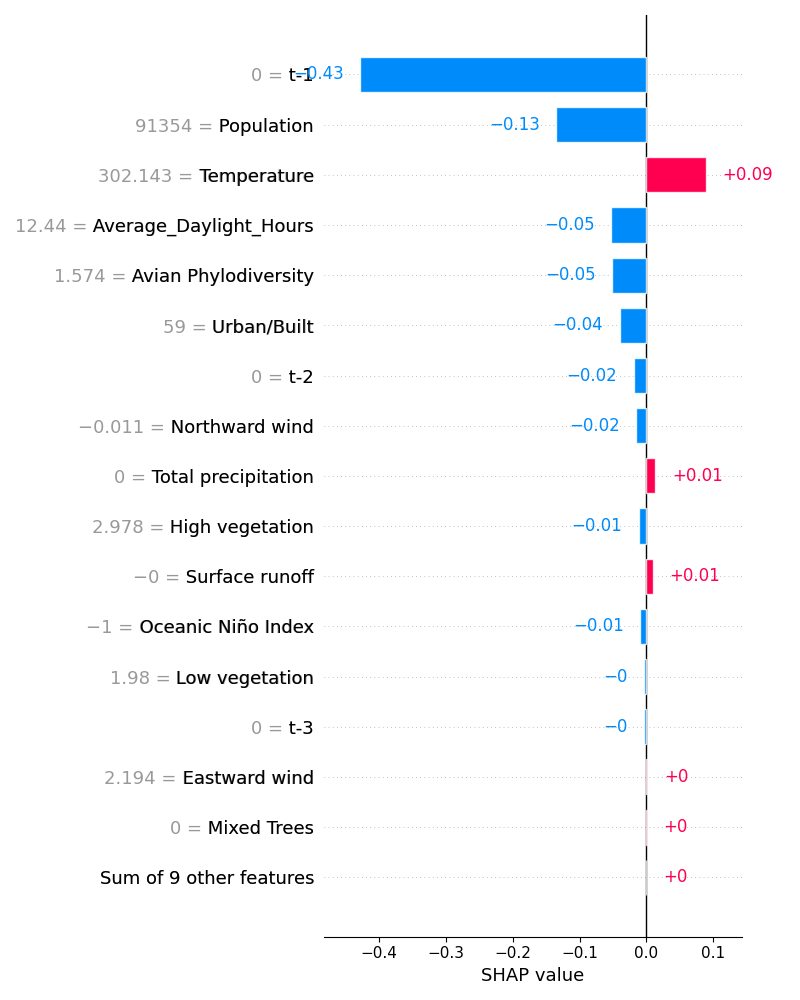 0 = t-1 −0.43
91354 = Population −0.13
302.143 = Temperature +0.09
12.44 = Average_Daylight_Hours −0.05
1.574 = Avian Phylodiversity −0.05
59 = Urban/Built −0.04
0 = t-2 −0.02
−0.011 = Northward wind −0.02
0 = Total precipitation +0.01
2.978 = High vegetation −0.01
−0 = Surface runoff +0.01
−1 = Oceanic Niño Index −0.01
1.98 = Low vegetation −0
0 = t-3 −0
2.194 = Eastward wind +0
0 = Mixed Trees +0
Sum of 9 other features +0
−0.4 −0.3 −0.2 −0.1 0.0 0.1
SHAP value